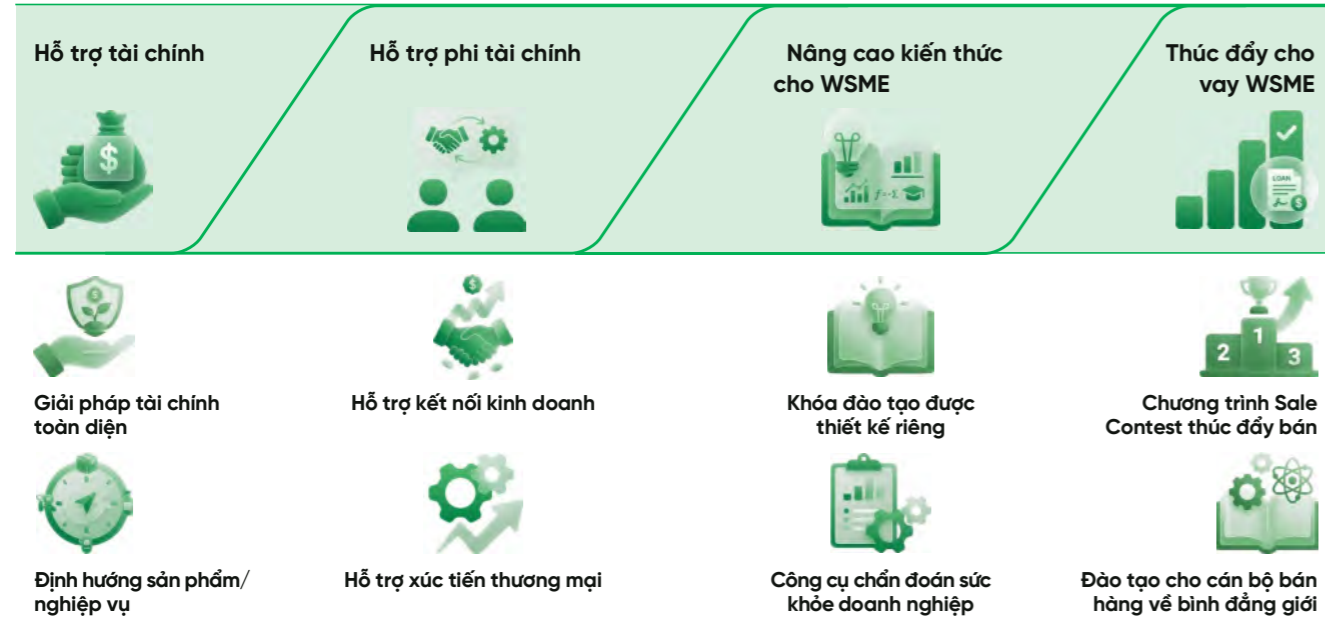 Hỗ trợ tài chính
Hỗ trợ phi tài chính
Nâng cao kiến thức
cho WSME
Thúc đẩy cho
vay WSME
$
LOAN
$
f=-Σ
$
$
1
2
3
Giải pháp tài chính
toàn diện
Hỗ trợ kết nối kinh doanh
Khóa đào tạo được
thiết kế riêng
Chương trình Sale
Contest thúc đẩy bán
Định hướng sản phẩm/
nghiệp vụ
Hỗ trợ xúc tiến thương mại
Công cụ chẩn đoán sức
khỏe doanh nghiệp
Đào tạo cho cán bộ bán
hàng về bình đẳng giới